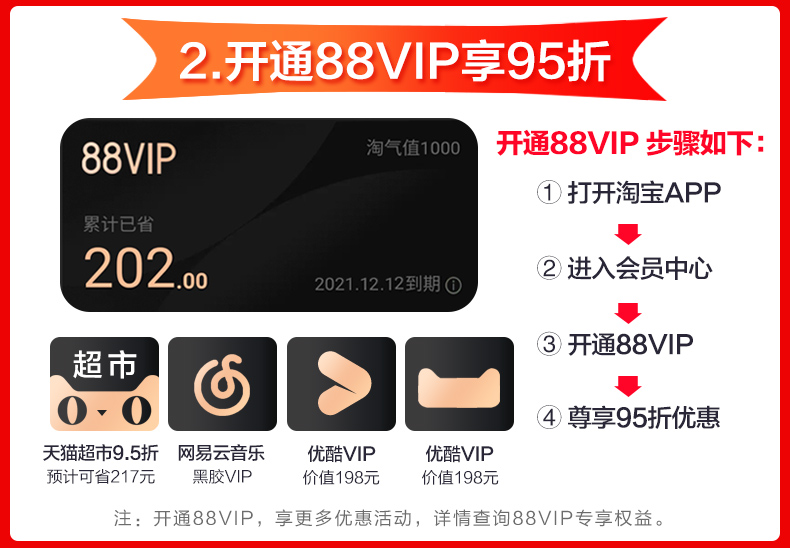 2.开通88VIP享95折
88VIP
淘气值1000
累计已省
202.00
2021.12.12到期
开通88VIP 步骤如下：
① 打开淘宝APP
② 进入会员中心
③ 开通88VIP
④ 尊享95折优惠
超市
天猫超市9.5折
预计可省217元
网易云音乐
黑胶VIP
优酷VIP
价值198元
优酷VIP
价值198元
注：开通88VIP，享更多优惠活动，详情查询88VIP专享权益。